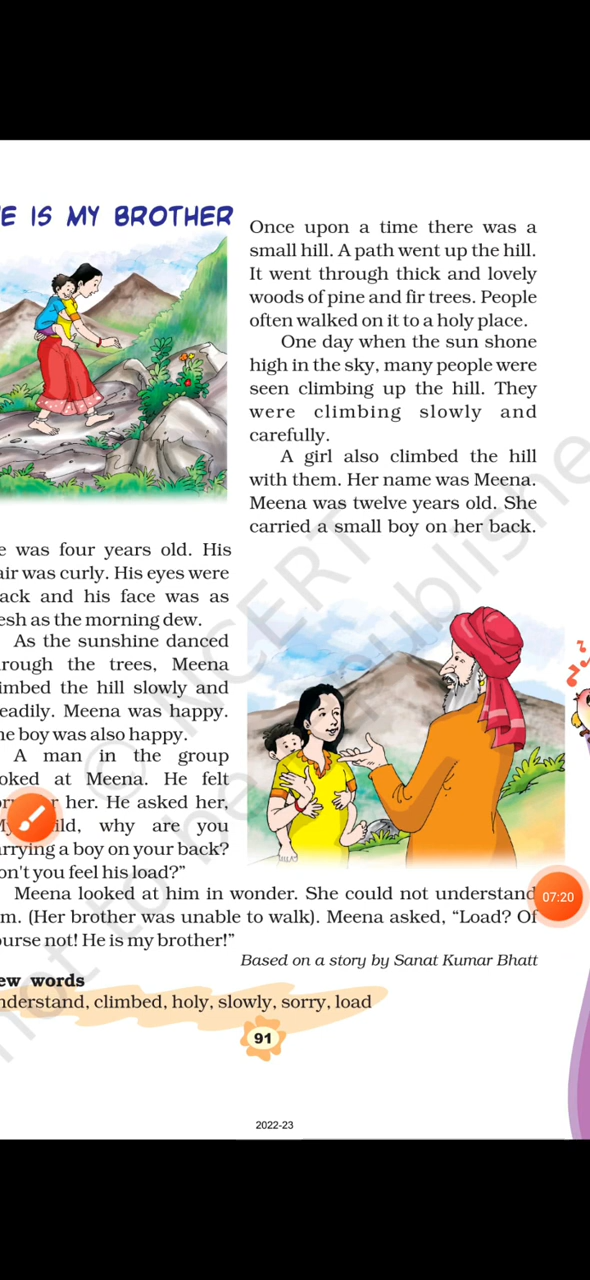 E IS MY BROTHER
Once upon a time there was a
small hill. A path went up the hill.
It went through thick and lovely
woods of pine and fir trees. People
often walked on it to a holy place.
One day when the sun shone
high in the sky, many people were
seen climbing up the hill. They
were climbing slowly and
carefully.
A girl also climbed the hill
with them. Her name was Meena.
Meena was twelve years old. She
carried a small boy on her back.
e was four years old. His
air was curly. His eyes were
ack and his face was as
esh as the morning dew.
As the sunshine danced
rough the trees, Meena
imbed the hill slowly and
eadily. Meena was happy.
he boy was also happy.
A man in the group
oked at Meena. He felt
r her. He asked her,
ild, why are you
rrying a boy on your back?
on't you feel his load?”
Meena looked at him in wonder. She could not understand
m. (Her brother was unable to walk). Meena asked, “Load? Of
ourse not! He is my brother!”
07:20
Based on a story by Sanat Kumar Bhatt
ew words
nderstand, climbed, holy, slowly, sorry, load
91
2022-23
© NCERT
not to be republishe